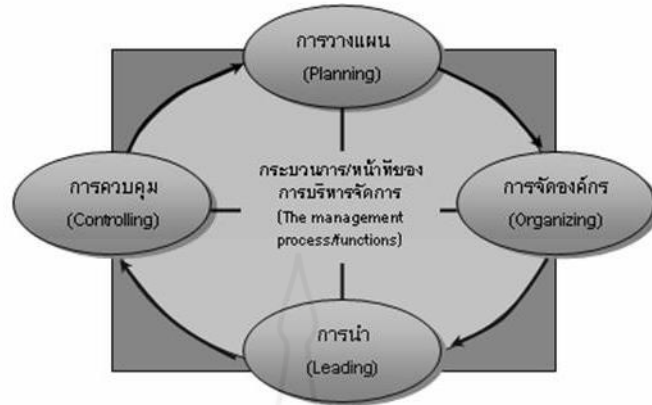 การวางแผน
(Planning)
การควบคุม
(Controlling)
กระบวนการ/หน้าที่ของ
การบริหารจัดการ
(The management
process/functions)
การจัดองค์กร
(Organizing)
การนำ
(Leading)